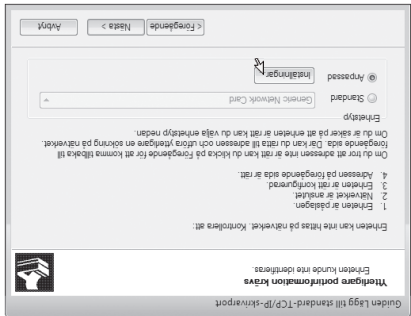 Guiden Lägg till standard-TCP/IP-skrivarport
Ytterligare portinformation krävs
Enheten kunde inte identifieras.
Enheten kan inte hittas på nätverket. Kontrollera att:
1. Enheten är påslagen.
2. Nätverket är anslutet.
3. Enheten är rätt konfigurerad.
4. Adressen på föregående sida är rätt.
Om du tror att adressen inte är rätt kan du klicka på Föregående för att komma tillbaka till
föregående sida. Där kan du rätta till adressen och utföra ytterligare en sökning på nätverket.
Om du är säker på att enheten är rätt kan du välja enhetstyp nedan.
Enhetstyp
Standard Generic Network Card
Anpassad Inställningar...
< Föregående Nästa > Avbryt